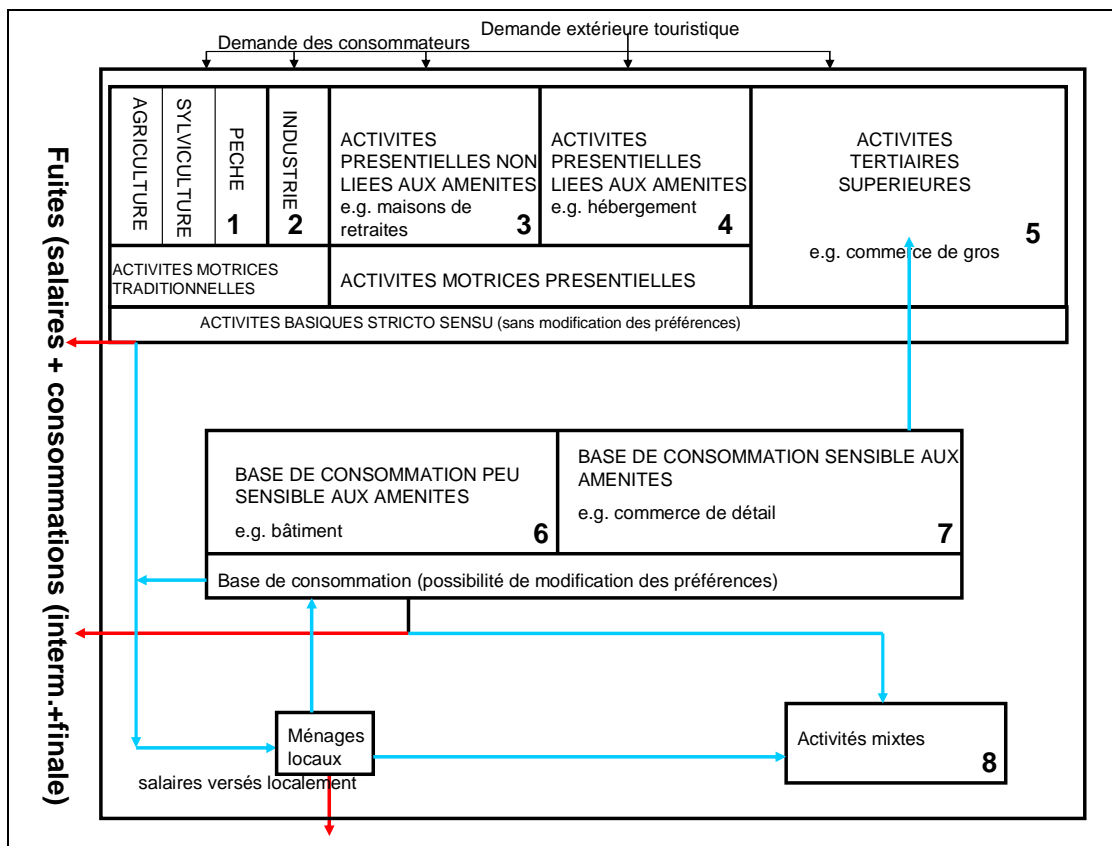 Demande extérieure touristique
Demande des consommateurs
Fuites (salaires + consommations (interm.+finale)
AGRICULTURE
SYLVICULTURE
PECHE
1
INDUSTRIE
2
ACTIVITES
PRESENTIELLES NON
LIEES AUX AMENITES
e.g. maisons de
retraites
3
ACTIVITES
PRESENTIELLES LIEES AUX
AMENITES
e.g. hébergement
4
ACTIVITES
TERTIAIRES
SUPERIEURES
e.g. commerce de gros
5
ACTIVITES MOTRICES
TRADITIONNELLES
ACTIVITES MOTRICES PRESENTIELLES
ACTIVITES BASIQUES STRICTO SENSU (sans modification des préférences)
BASE DE CONSOMMATION PEU
SENSIBLE AUX AMENITES
e.g. bâtiment
6
BASE DE CONSOMMATION SENSIBLE AUX
AMENITES
e.g. commerce de détail
7
Base de consommation (possibilité de modification des préférences)
Ménages
locaux
salaires versés localement
Activités mixtes
8